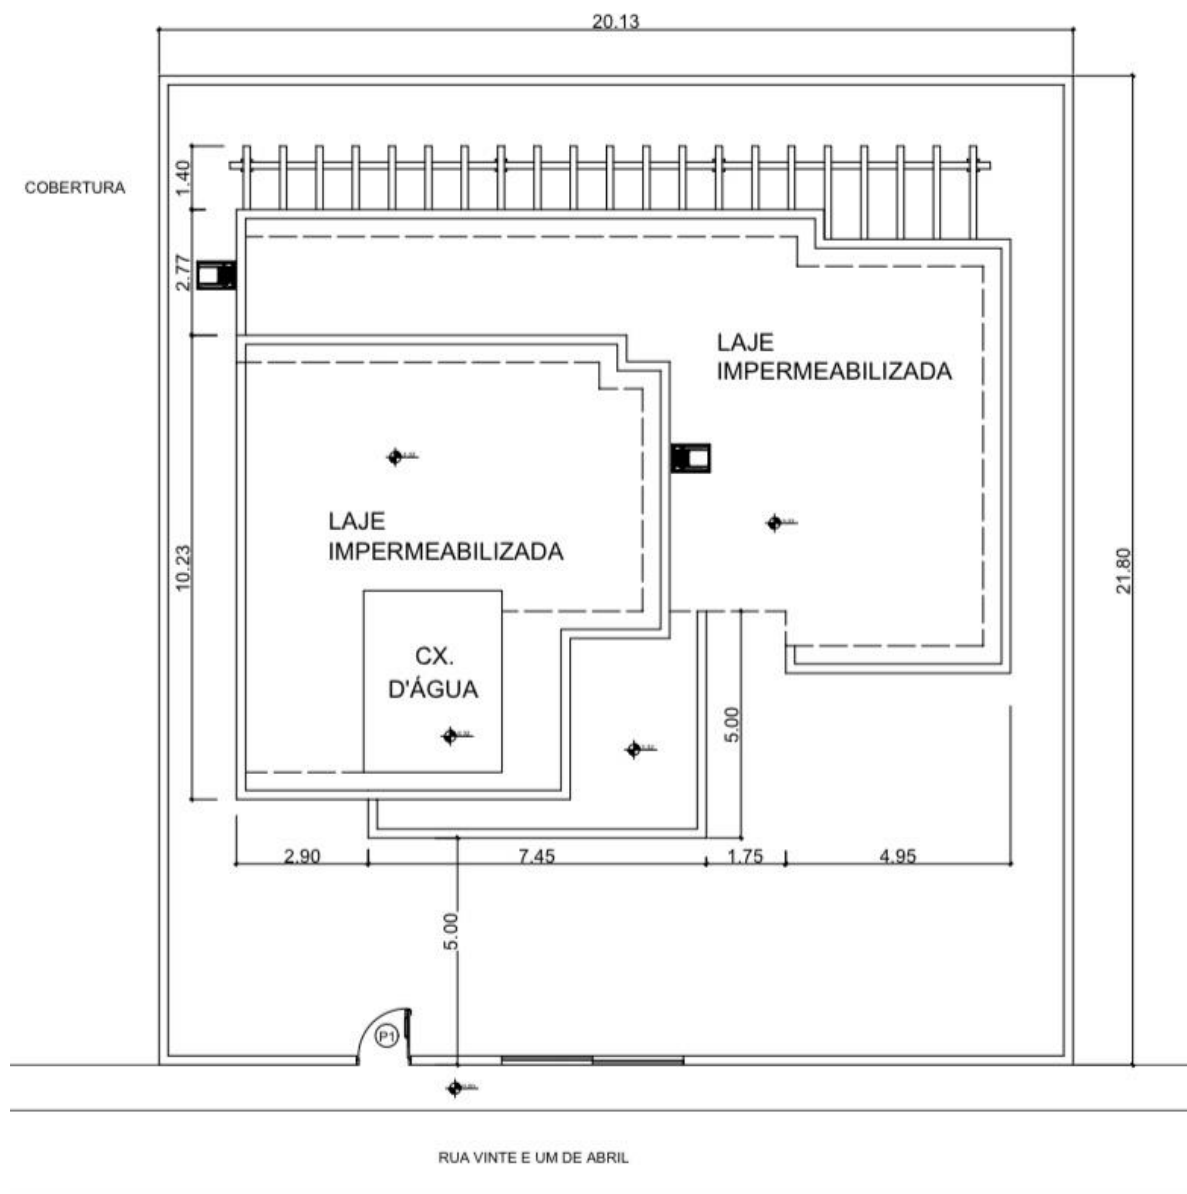 20.13
COBERTURA
1.40
2.77
LAJE
IMPERMEABILIZADA
LAJE
IMPERMEABILIZADA
10.23
21.80
CX.
D'ÁGUA
5.00
2.90
7.45
1.75
4.95
5.00
P1
RUA VINTE E UM DE ABRIL